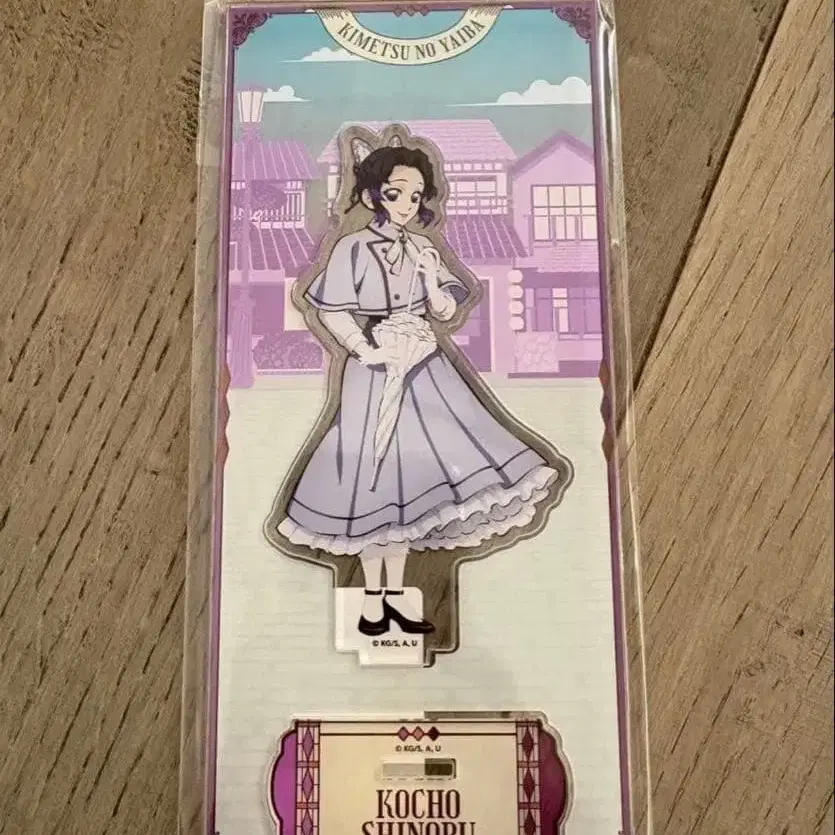 KIMETSU NO YAIBA
© KG/S, A, U
© KG/S, A, U
KOCHO
SHINOBU